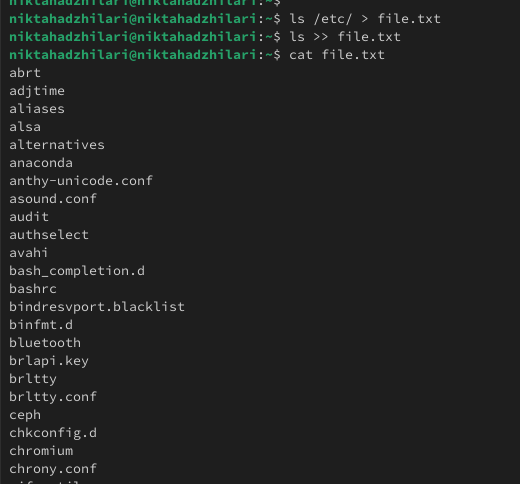 niktahadzhilari@niktahadzhilari:~$
niktahadzhilari@niktahadzhilari:~$ ls /etc/ > file.txt
niktahadzhilari@niktahadzhilari:~$ ls >> file.txt
niktahadzhilari@niktahadzhilari:~$ cat file.txt
abrt
adjtime
aliases
alsa
alternatives
anaconda
anthy-unicode.conf
asound.conf
audit
authselect
avahi
bash_completion.d
bashrc
bindresvport.blacklist
binfmt.d
bluetooth
brlapi.key
brltty
brltty.conf
ceph
chkconfig.d
chromium
chrony.conf